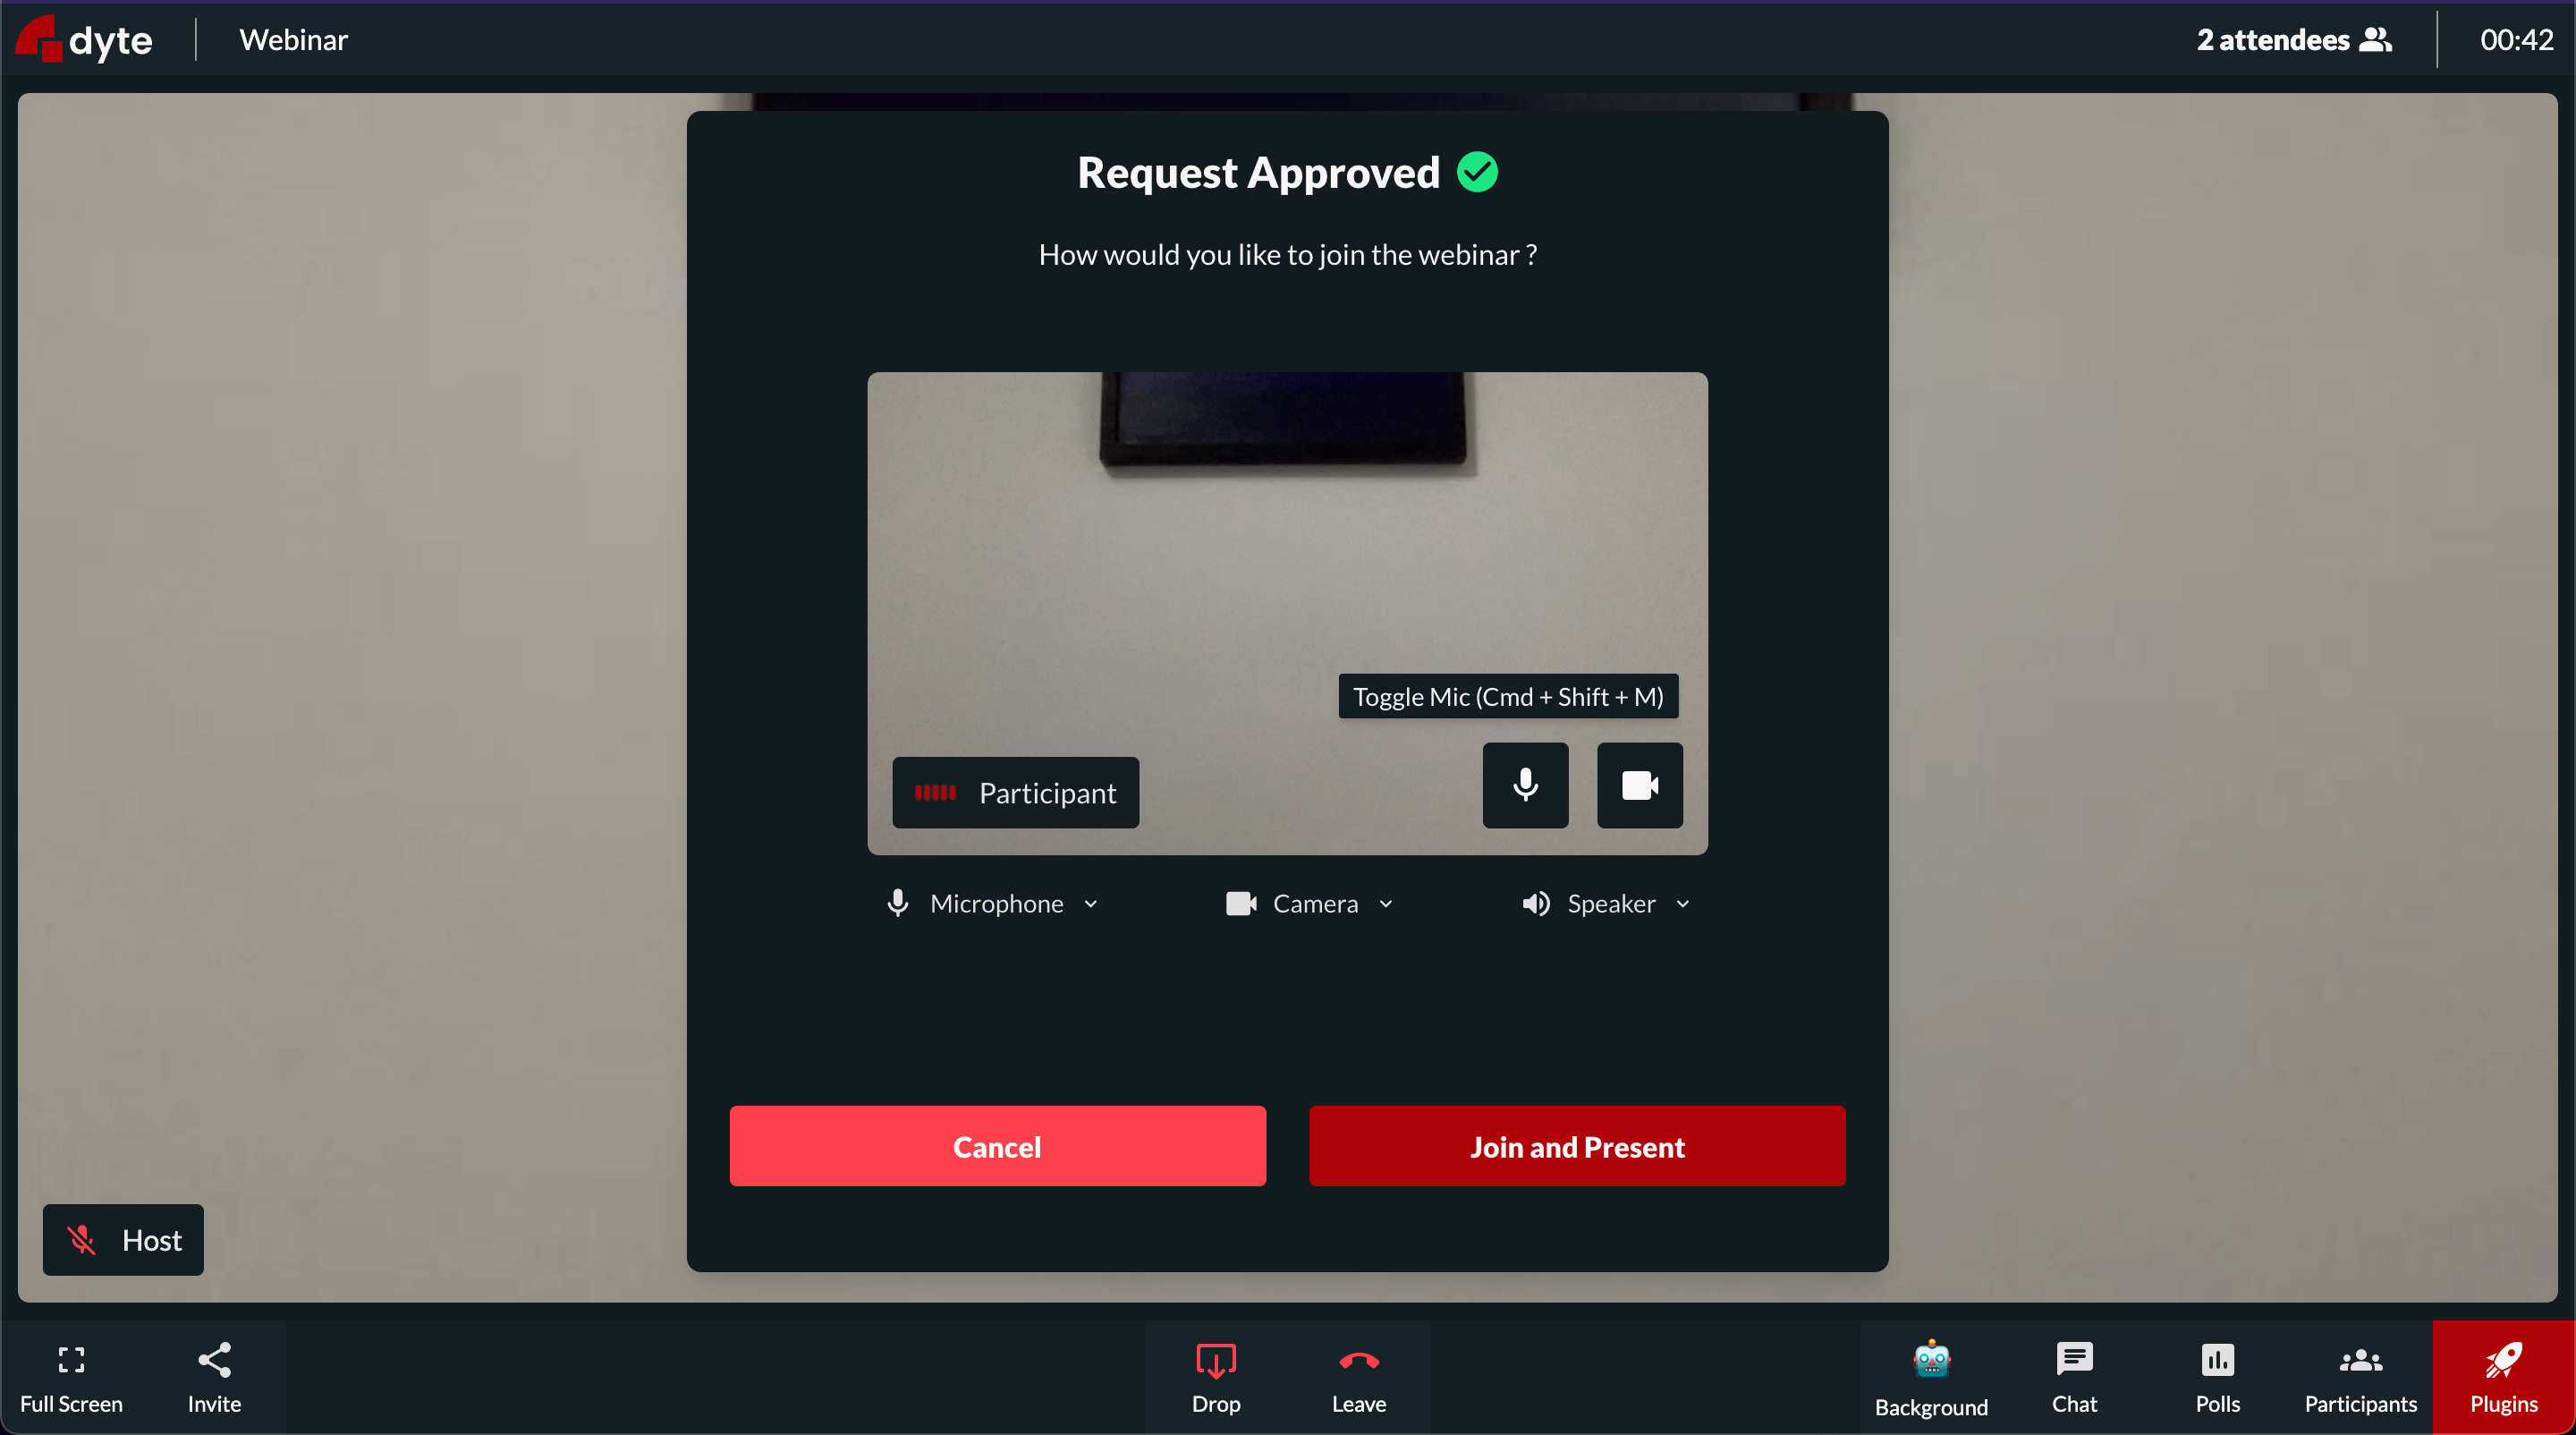 dyte
Webinar
2 attendees
00:42
Request Approved
How would you like to join the webinar ?
Toggle Mic (Cmd + Shift + M)
Participant
Microphone
Camera
Speaker
Cancel
Join and Present
Host
Full Screen
Invite
Drop
Leave
Background
Chat
Polls
Participants
Plugins